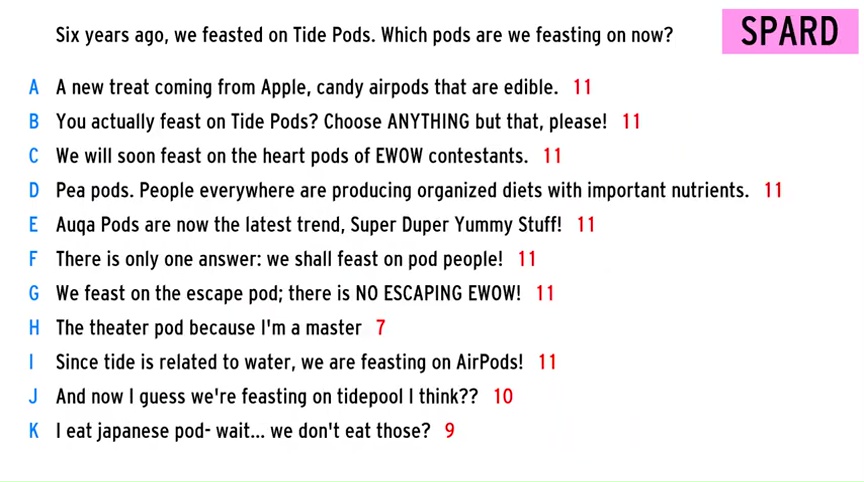 Six years ago, we feasted on Tide Pods. Which pods are we feasting on now?
SPARD
A A new treat coming from Apple, candy airpods that are edible. 11
B You actually feast on Tide Pods? Choose ANYTHING but that, please! 11
C We will soon feast on the heart pods of EWOW contestants. 11
D Pea pods. People everywhere are producing organized diets with important nutrients. 11
E Auqa Pods are now the latest trend, Super Duper Yummy Stuff! 11
F There is only one answer: we shall feast on pod people! 11
G We feast on the escape pod; there is NO ESCAPING EWOW! 11
H The theater pod because I'm a master 7
I Since tide is related to water, we are feasting on AirPods! 11
J And now I guess we're feasting on tidepool I think?? 10
K I eat japanese pod- wait... we don't eat those? 9